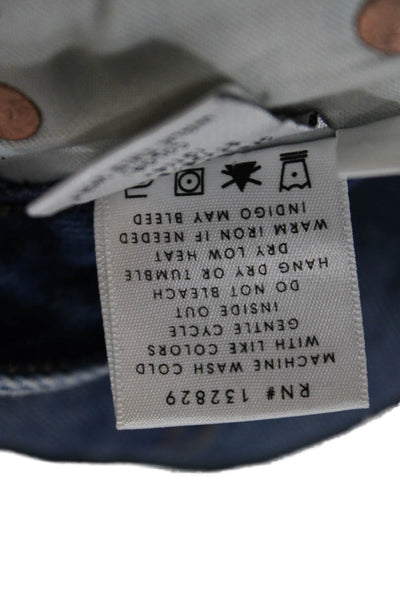 RN# 132829
MACHINE WASH COLD
WITH LIKE COLORS
GENTLE CYCLE
INSIDE OUT
DO NOT BLEACH
HANG DRY OR TUMBLE
DRY LOW HEAT
WARM IRON IF NEEDED
INDIGO MAY BLEED